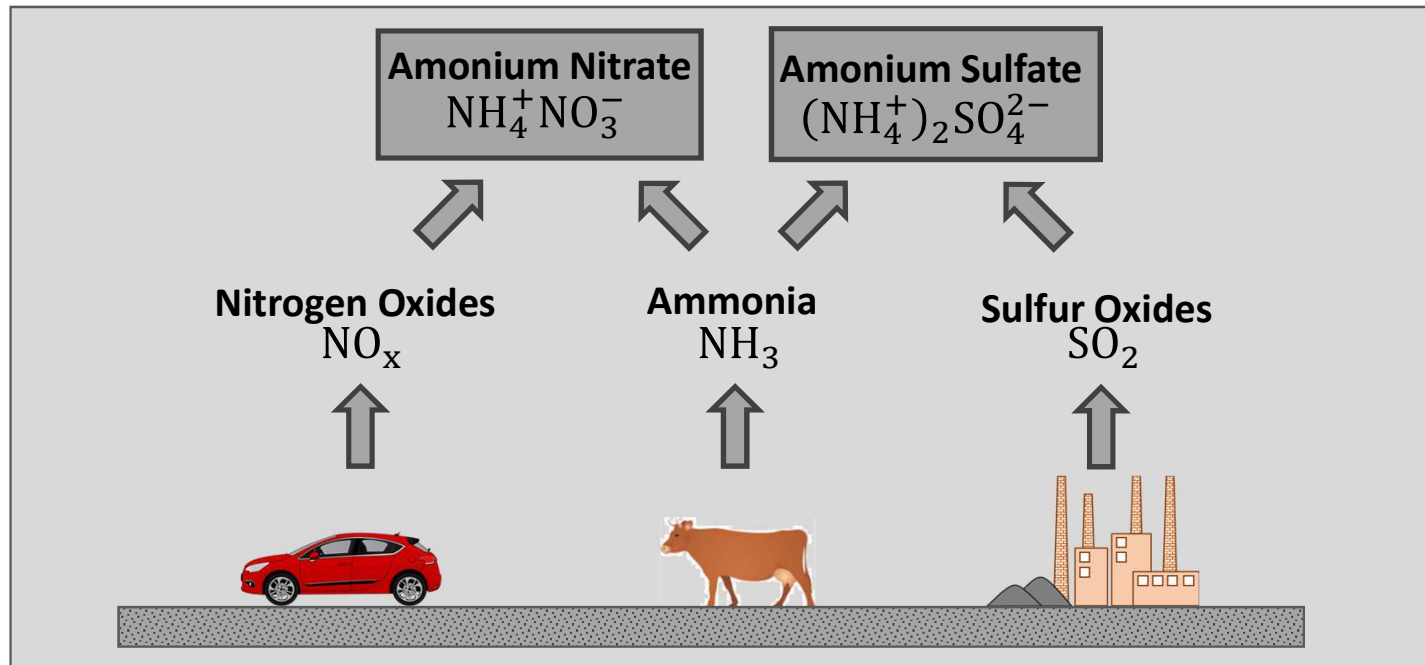 Amonium Nitrate
NH₄⁺NO₃⁻
Amonium Sulfate
(NH₄⁺)₂SO₄²⁻
Nitrogen Oxides
NOₓ
Ammonia
NH₃
Sulfur Oxides
SO₂